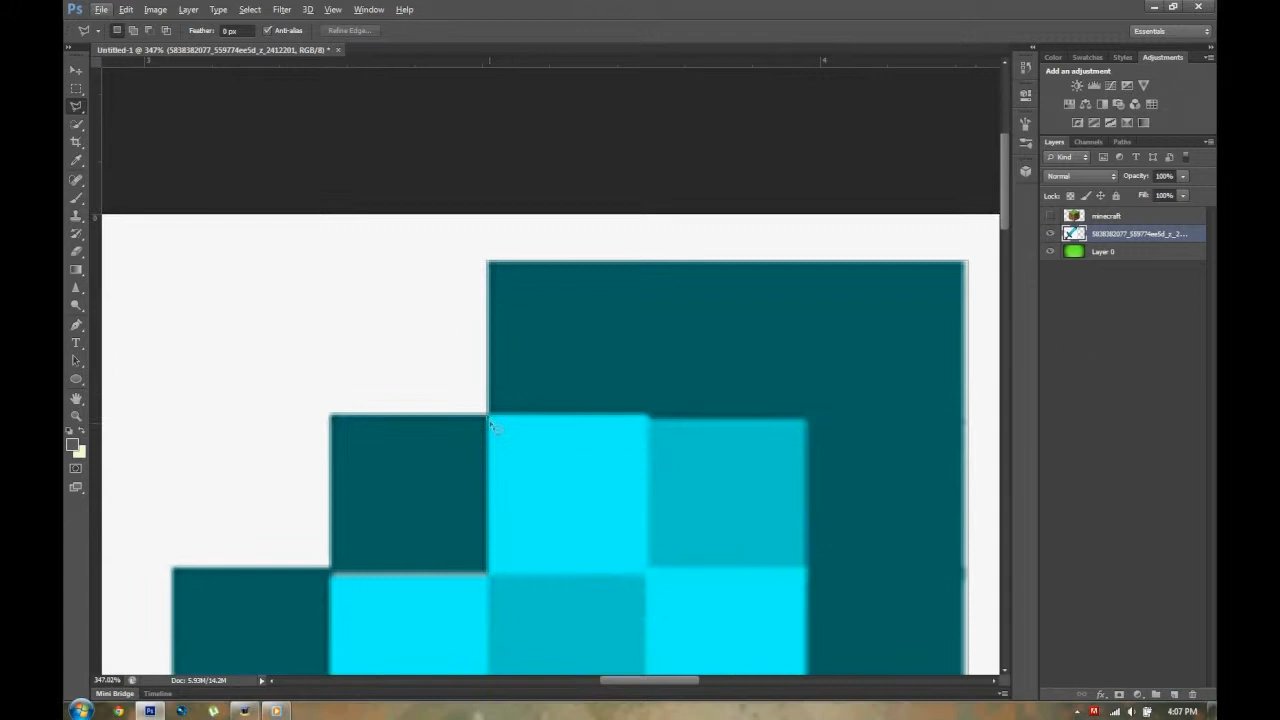 Ps File Edit Image Layer Type Select Filter 3D View Window Help
Feather: 0 px Anti-alias Refine Edge... Essentials
Untitled-1 @ 347% (5838382077_559774ee5d_z_2412201, RGB/8) *
Color Swatches Styles Adjustments
3 4
Add an adjustment
Layers Channels Paths
Kind
Normal Opacity: 100%
Lock: Fill: 100%
0
minecraft
5838382077_559774ee5d_z_2...
Layer 0
347.02% Doc: 5.93M/14.2M
Mini Bridge Timeline
4:07 PM